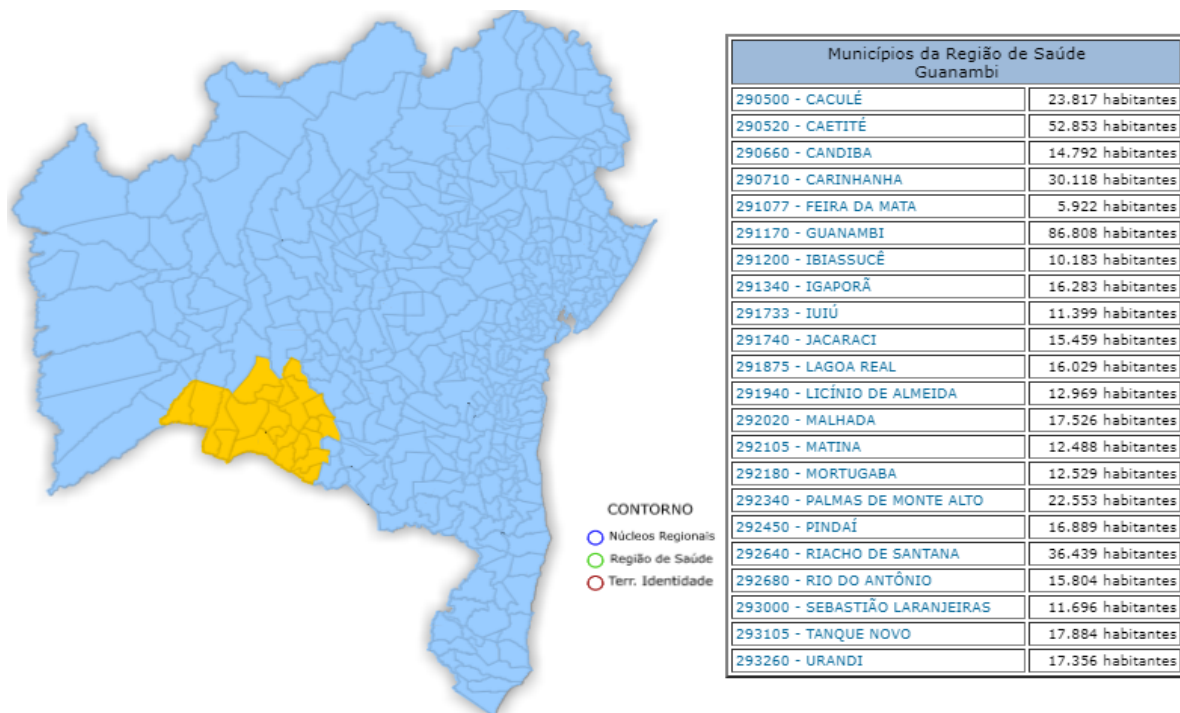 Municípios da Região de Saúde
Guanambi
290500 - CACULÉ 23.817 habitantes
290520 - CAETITÉ 52.853 habitantes
290660 - CANDIBA 14.792 habitantes
290710 - CARINHANHA 30.118 habitantes
291077 - FEIRA DA MATA 5.922 habitantes
291170 - GUANAMBI 86.808 habitantes
291200 - IBIASSUCÊ 10.183 habitantes
291340 - IGAPORÃ 16.283 habitantes
291733 - IUIÚ 11.399 habitantes
291740 - JACARACI 15.459 habitantes
291875 - LAGOA REAL 16.029 habitantes
291940 - LICÍNIO DE ALMEIDA 12.969 habitantes
292020 - MALHADA 17.526 habitantes
292105 - MATINA 12.488 habitantes
292180 - MORTUGABA 12.529 habitantes
292340 - PALMAS DE MONTE ALTO 22.553 habitantes
292450 - PINDAÍ 16.889 habitantes
292640 - RIACHO DE SANTANA 36.439 habitantes
292680 - RIO DO ANTÔNIO 15.804 habitantes
293000 - SEBASTIÃO LARANJEIRAS 11.696 habitantes
293105 - TANQUE NOVO 17.884 habitantes
293260 - URANDI 17.356 habitantes
CONTORNO
Núcleos Regionais
Região de Saúde
Terr. Identidade